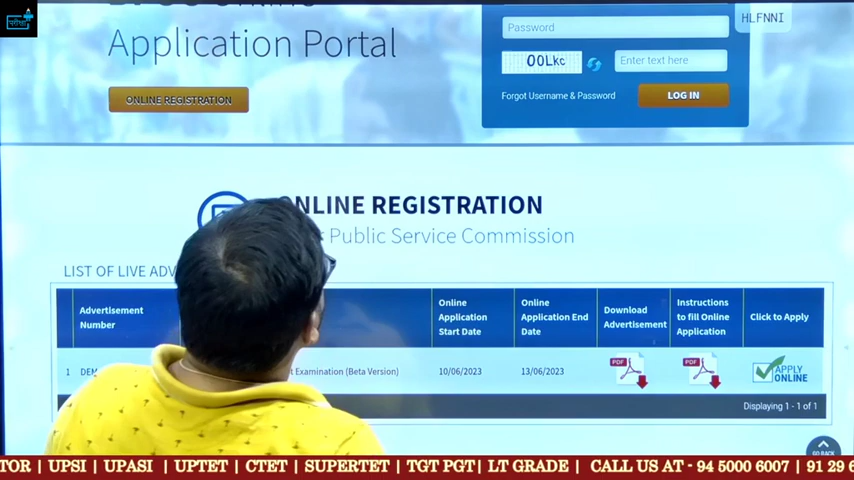 परीक्षा
Application Portal
ONLINE REGISTRATION
Password
HLFNNI
OOLkc
Enter text here
Forgot Username & Password
LOG IN
ONLINE REGISTRATION
Public Service Commission
LIST OF LIVE ADV
Advertisement Number
Online Application Start Date
Online Application End Date
Download Advertisement
Instructions to fill Online Application
Click to Apply
1
Examination (Beta Version)
10/06/2023
13/06/2023
PDF
PDF
APPLY ONLINE
Displaying 1 - 1 of 1
GO BACK
TOR | UPSI | UPASI | UPTET | CTET | SUPERTET | TGT PGT | LT GRADE | CALL US AT - 94 5000 6007 | 91 29 6